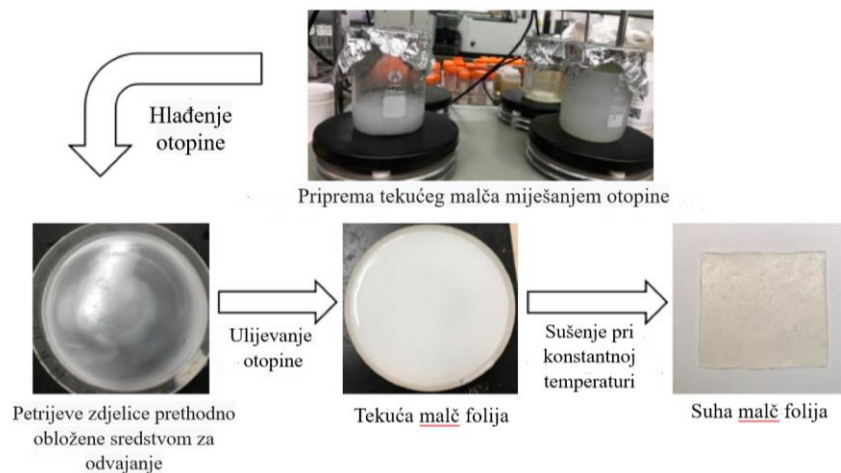 Hlađenje
otopine
Priprema tekućeg malča miješanjem otopine
Ulijevanje
otopine
Sušenje pri
konstantnoj
temperaturi
Petrijeve zdjelice prethodno
obložene sredstvom za
odvajanje
Tekuća malč folija
Suha malč folija